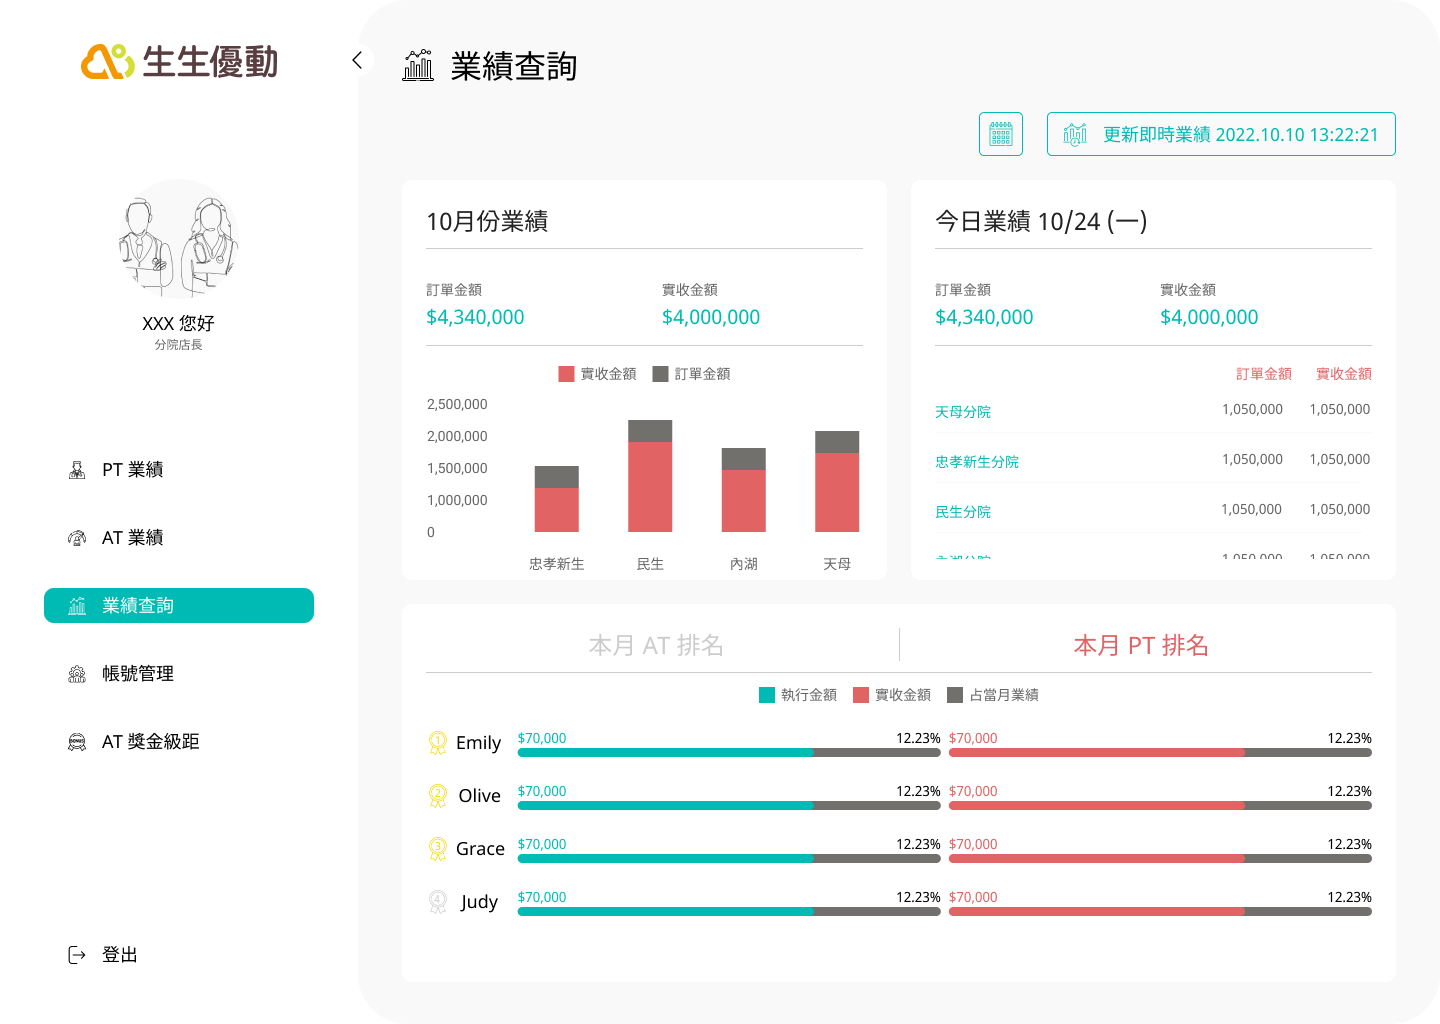 生生優動
XXX 您好
分院店長
PT 業績
AT 業績
業績查詢
帳號管理
AT 獎金級距
登出
業績查詢
更新即時業績 2022.10.10 13:22:21
10月份業績
訂單金額 實收金額
$4,340,000 $4,000,000
實收金額 訂單金額
2,500,000
2,000,000
1,500,000
1,000,000
0
忠孝新生 民生 內湖 天母
今日業績 10/24 (一)
訂單金額 實收金額
$4,340,000 $4,000,000
訂單金額 實收金額
天母分院 1,050,000 1,050,000
忠孝新生分院 1,050,000 1,050,000
民生分院 1,050,000 1,050,000
本月 AT 排名 本月 PT 排名
執行金額 實收金額 占當月業績
1 Emily $70,000 12.23% $70,000 12.23%
2 Olive $70,000 12.23% $70,000 12.23%
3 Grace $70,000 12.23% $70,000 12.23%
4 Judy $70,000 12.23% $70,000 12.23%